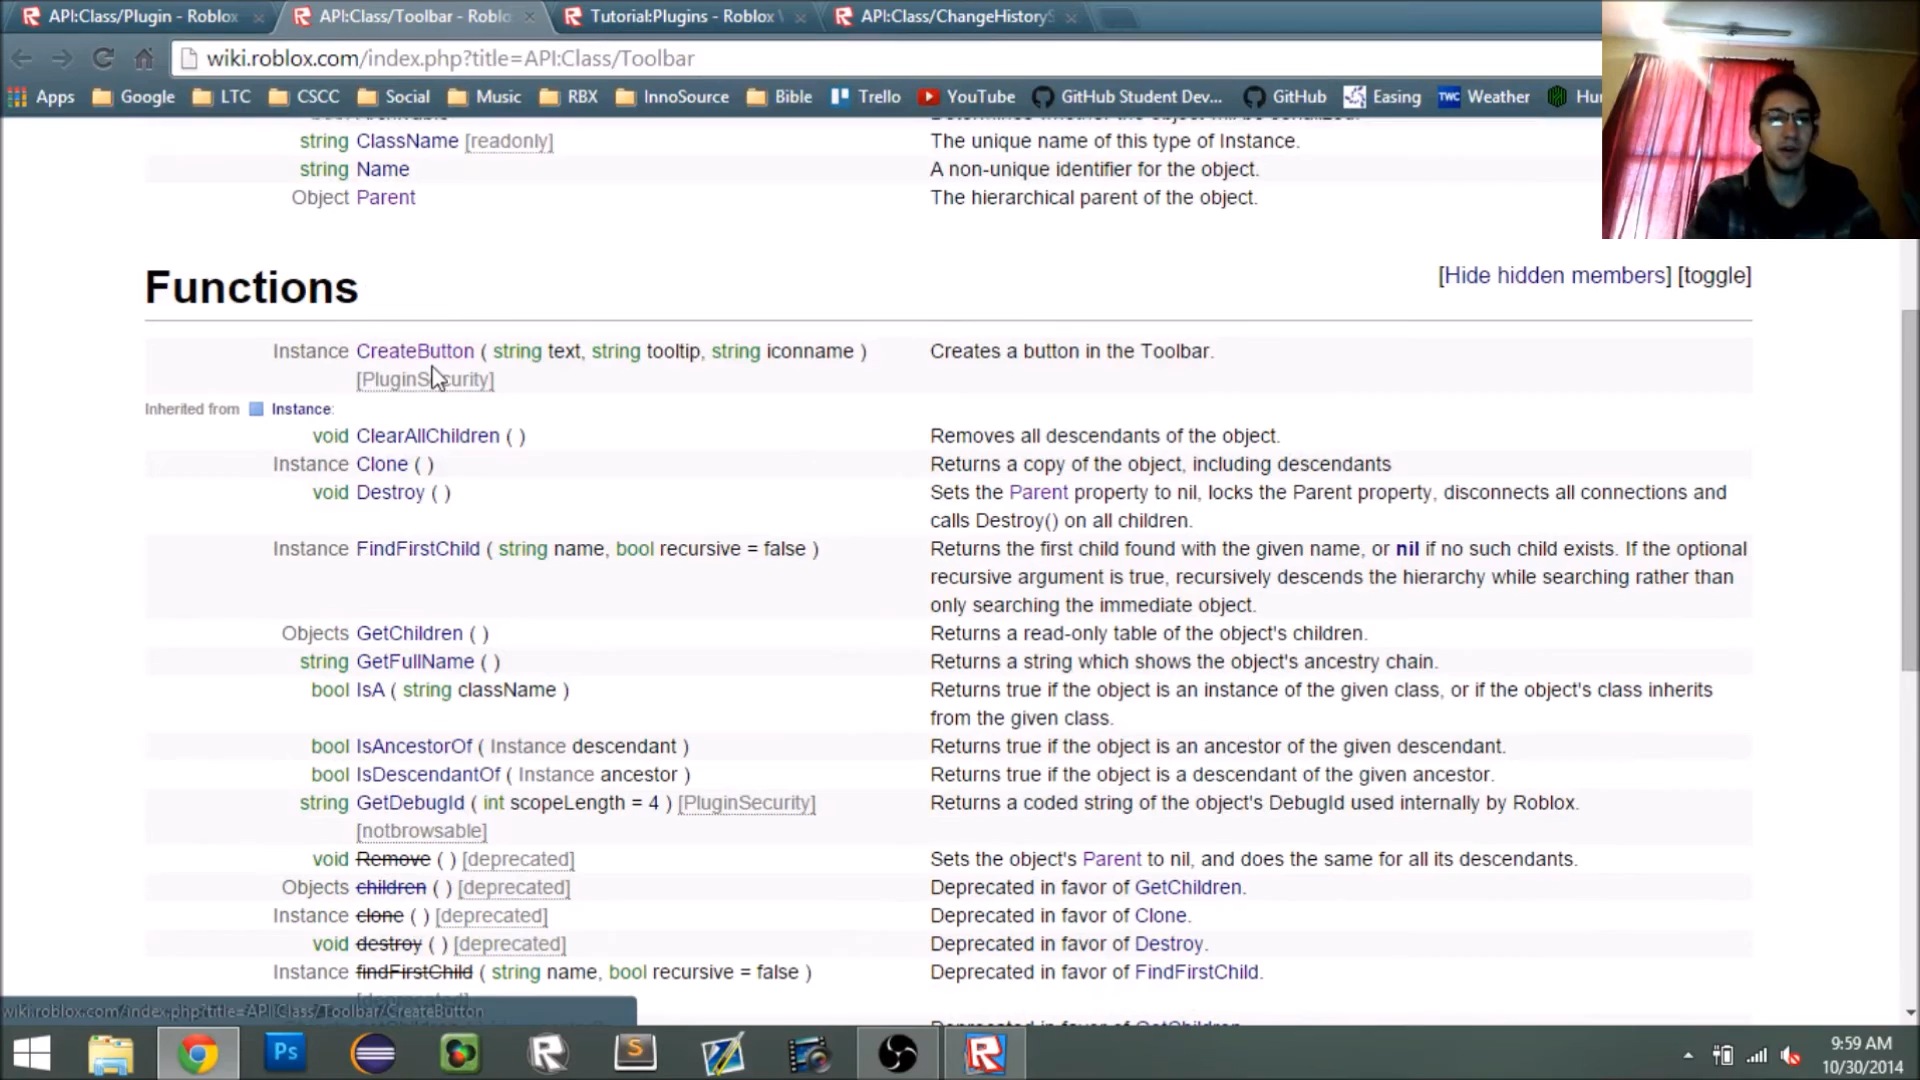 API:Class/Plugin - Roblox
API:Class/Toolbar - Roblo
Tutorial:Plugins - Roblox
API:Class/ChangeHistoryS
wiki.roblox.com/index.php?title=API:Class/Toolbar
Apps Google LTC CSCC Social Music RBX InnoSource Bible Trello YouTube GitHub Student Dev... GitHub Easing TWC Weather
string ClassName [readonly] The unique name of this type of Instance.
string Name A non-unique identifier for the object.
Object Parent The hierarchical parent of the object.
Functions [Hide hidden members] [toggle]
Instance CreateButton ( string text, string tooltip, string iconname ) Creates a button in the Toolbar.
[PluginSecurity]
Inherited from Instance:
void ClearAllChildren ( ) Removes all descendants of the object.
Instance Clone ( ) Returns a copy of the object, including descendants
void Destroy ( ) Sets the Parent property to nil, locks the Parent property, disconnects all connections and
calls Destroy() on all children.
Instance FindFirstChild ( string name, bool recursive = false ) Returns the first child found with the given name, or nil if no such child exists. If the optional
recursive argument is true, recursively descends the hierarchy while searching rather than
only searching the immediate object.
Objects GetChildren ( ) Returns a read-only table of the object's children.
string GetFullName ( ) Returns a string which shows the object's ancestry chain.
bool IsA ( string className ) Returns true if the object is an instance of the given class, or if the object's class inherits
from the given class.
bool IsAncestorOf ( Instance descendant ) Returns true if the object is an ancestor of the given descendant.
bool IsDescendantOf ( Instance ancestor ) Returns true if the object is a descendant of the given ancestor.
string GetDebugId ( int scopeLength = 4 ) [PluginSecurity] Returns a coded string of the object's DebugId used internally by Roblox.
[notbrowsable]
void Remove ( ) [deprecated] Sets the object's Parent to nil, and does the same for all its descendants.
Objects children ( ) [deprecated] Deprecated in favor of GetChildren.
Instance clone ( ) [deprecated] Deprecated in favor of Clone.
void destroy ( ) [deprecated] Deprecated in favor of Destroy.
Instance findFirstChild ( string name, bool recursive = false ) Deprecated in favor of FindFirstChild.
wiki.roblox.com/index.php?title=API:Class/Toolbar/CreateButton
Ps
S
9:59 AM
10/30/2014